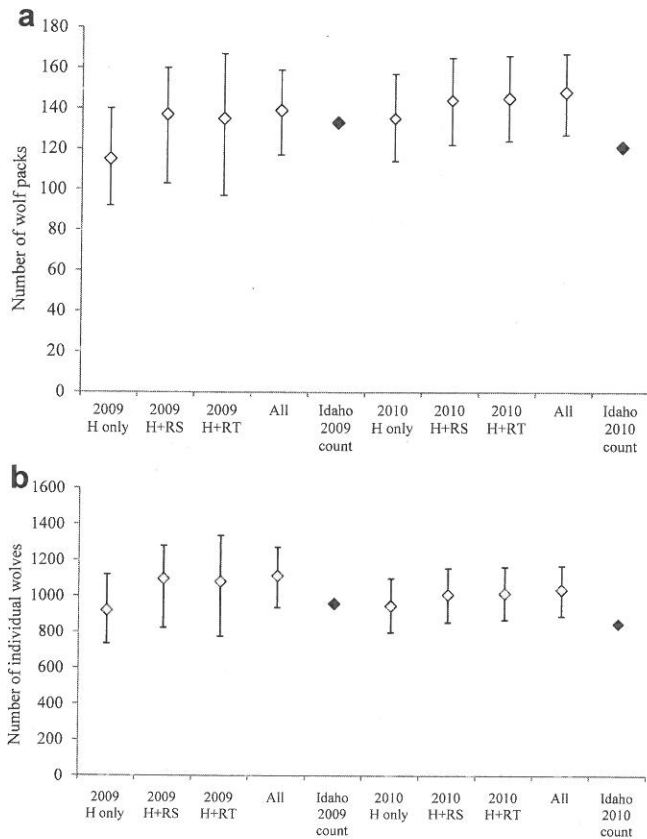 a
Number of wolf packs
180
160
140
120
100
80
60
40
20
0
2009 2009 2009 All Idaho 2010 2010 2010 All Idaho
H only H+RS H+RT 2009 H only H+RS H+RT 2010
count count
b
Number of individual wolves
1600
1400
1200
1000
800
600
400
200
0
2009 2009 2009 All Idaho 2010 2010 2010 All Idaho
H only H+RS H+RT 2009 H only H+RS H+RT 2010
count count